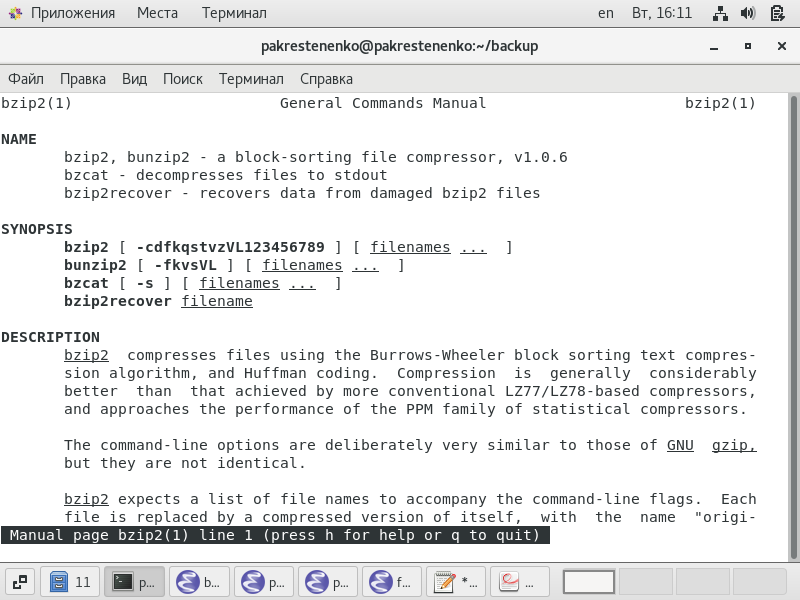 Приложения Места Терминал en Вт, 16:11
pakrestenenko@pakrestenenko:~/backup
Файл Правка Вид Поиск Терминал Справка
bzip2(1) General Commands Manual bzip2(1)
NAME
bzip2, bunzip2 - a block-sorting file compressor, v1.0.6
bzcat - decompresses files to stdout
bzip2recover - recovers data from damaged bzip2 files
SYNOPSIS
bzip2 [ -cdfkqstvzVL123456789 ] [ filenames ... ]
bunzip2 [ -fkvsVL ] [ filenames ... ]
bzcat [ -s ] [ filenames ... ]
bzip2recover filename
DESCRIPTION
bzip2 compresses files using the Burrows-Wheeler block sorting text compres-
sion algorithm, and Huffman coding. Compression is generally considerably
better than that achieved by more conventional LZ77/LZ78-based compressors,
and approaches the performance of the PPM family of statistical compressors.
The command-line options are deliberately very similar to those of GNU gzip,
but they are not identical.
bzip2 expects a list of file names to accompany the command-line flags. Each
file is replaced by a compressed version of itself, with the name "origi-
Manual page bzip2(1) line 1 (press h for help or q to quit)
11 p... b... p... p... f... *... ...